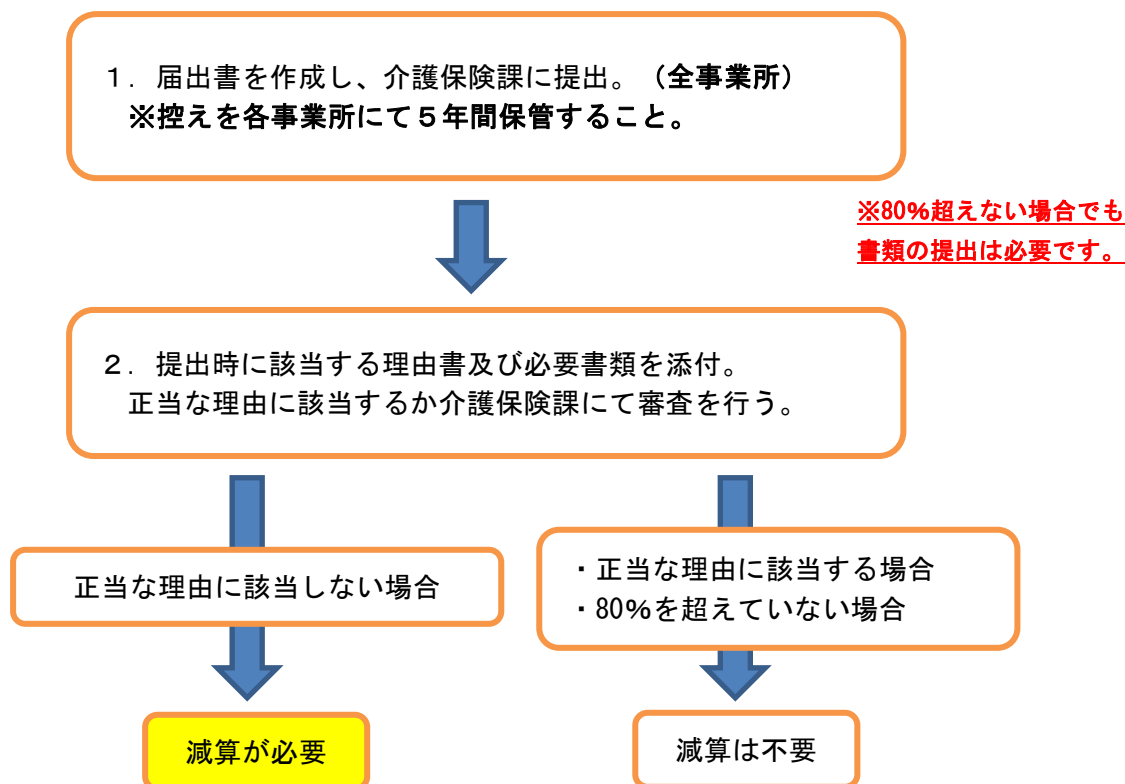 １．届出書を作成し、介護保険課に提出。（全事業所）
※控えを各事業所にて５年間保管すること。
※80%超えない場合でも
書類の提出は必要です。
２．提出時に該当する理由書及び必要書類を添付。
正当な理由に該当するか介護保険課にて審査を行う。
正当な理由に該当しない場合
・正当な理由に該当する場合
・80%を超えていない場合
減算が必要
減算は不要